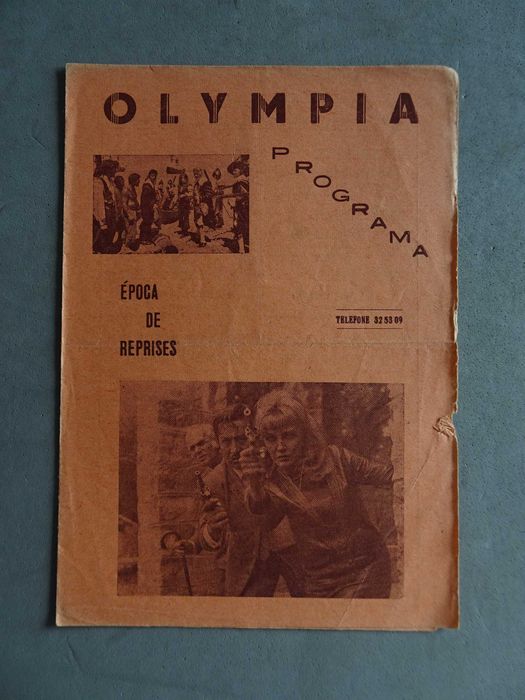 OLYMPIA
PROGRAMA
ÉPOCA
DE
REPRISES
TELEFONE 32 53 09